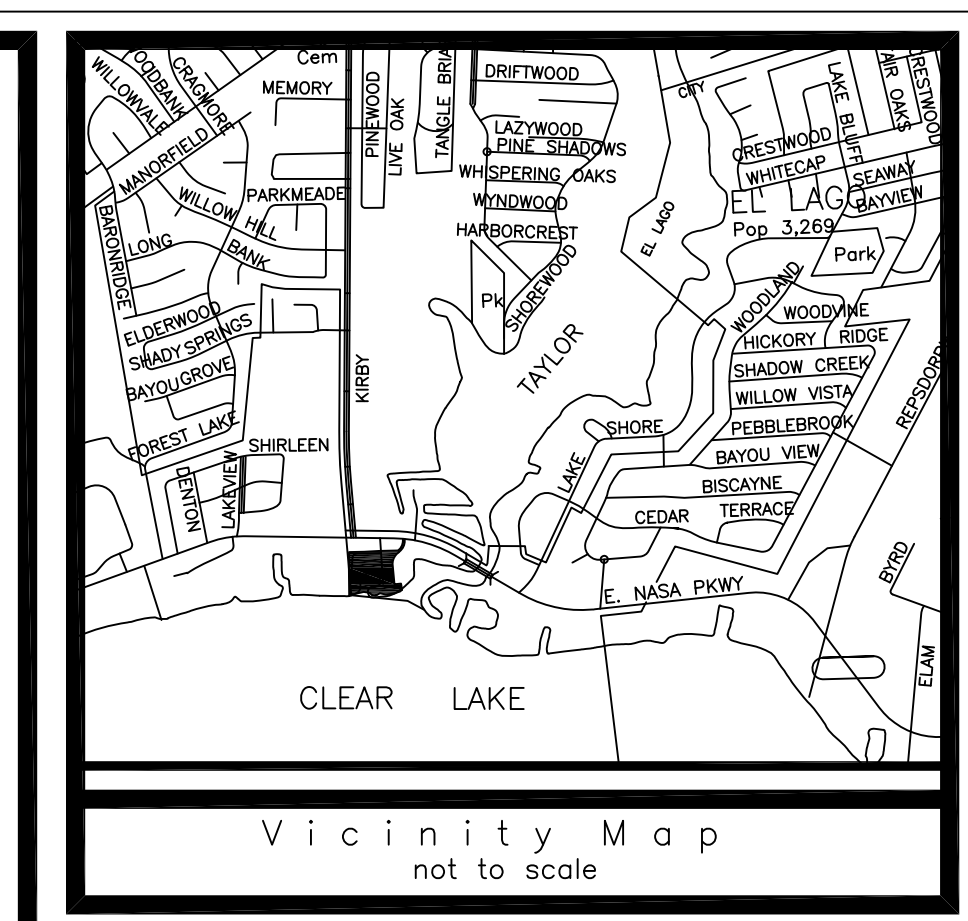 Cem
WILLOWVALE
CRAGMORE
MEMORY
PINEWOOD
LIVE OAK
DRIFTWOOD
CITY
LAKE BLUFF
MANORFIELD
LAZYWOOD
PINE SHADOWS
CRESTWOOD
WHITECAP
SEAWAY
BAYVIEW
WHISPERING OAKS
PARKMEADE
WILLOW HILL
WYNDWOOD
EL LAGO
EL LAGO
Pop 3,269
BARONRIDGE
LONG
BANK
HARBORCREST
Park
SHOREWOOD
Pk
WOODLAND
WOODVINE
ELDERWOOD
SHADY SPRINGS
TAYLOR
HICKORY RIDGE
SHADOW CREEK
BAYOUGROVE
KIRBY
WILLOW VISTA
FOREST LAKE
SHIRLEEN
SHORE
PEBBLEBROOK
BAYOU VIEW
LAKE
DENTON
LAKEVIEW
BISCAYNE
CEDAR
TERRACE
BYRD
E. NASA PKWY
ELAM
CLEAR LAKE
Vicinity Map
not to scale